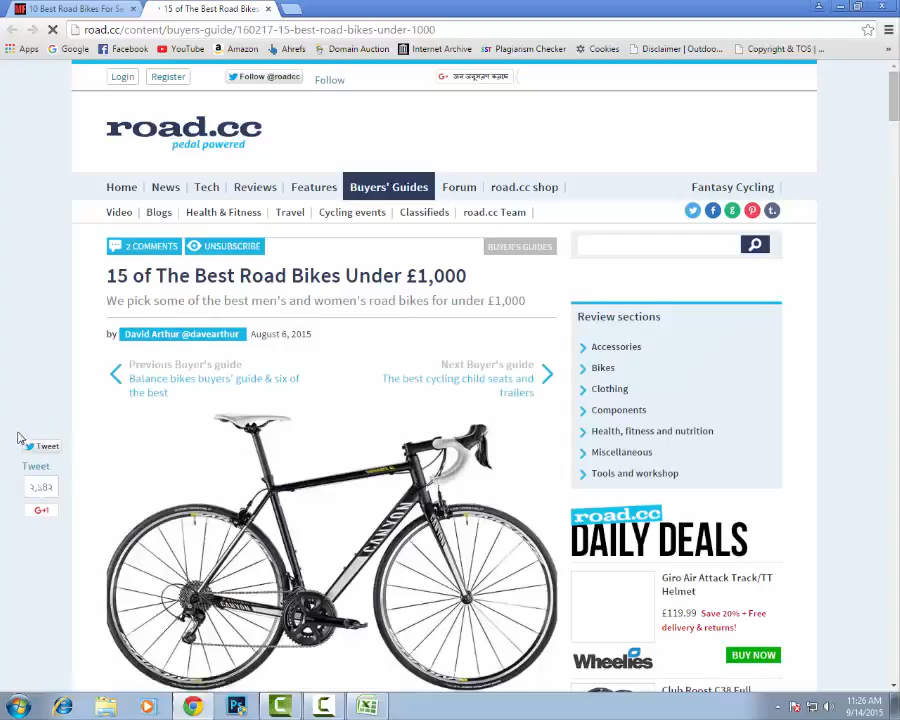 10 Best Road Bikes For Se
15 of The Best Road Bikes
road.cc/content/buyers-guide/160217-15-best-road-bikes-under-1000
Apps Google Facebook YouTube Amazon Ahrefs Domain Auction Internet Archive SST Plagiarism Checker Cookies Disclaimer | Outdoo... Copyright & TOS | ...
Login Register Follow @roadcc Follow
road.cc
pedal powered
Home News Tech Reviews Features Buyers' Guides Forum road.cc shop Fantasy Cycling
Video Blogs Health & Fitness Travel Cycling events Classifieds road.cc Team
2 COMMENTS UNSUBSCRIBE BUYER'S GUIDES
15 of The Best Road Bikes Under £1,000
We pick some of the best men's and women's road bikes for under £1,000
by David Arthur @davearthur August 6, 2015
Previous Buyer's guide
Balance bikes buyers' guide & six of
the best
Next Buyer's guide
The best cycling child seats and
trailers
CANYON
CANYON
Tweet
Tweet
২,১৪২
G+1
Review sections
Accessories
Bikes
Clothing
Components
Health, fitness and nutrition
Miscellaneous
Tools and workshop
road.cc
DAILY DEALS
Giro Air Attack Track/TT
Helmet
£119.99 Save 20% + Free
delivery & returns!
Wheelies BUY NOW
Club Roost C38 Full
11:26 AM
9/14/2015